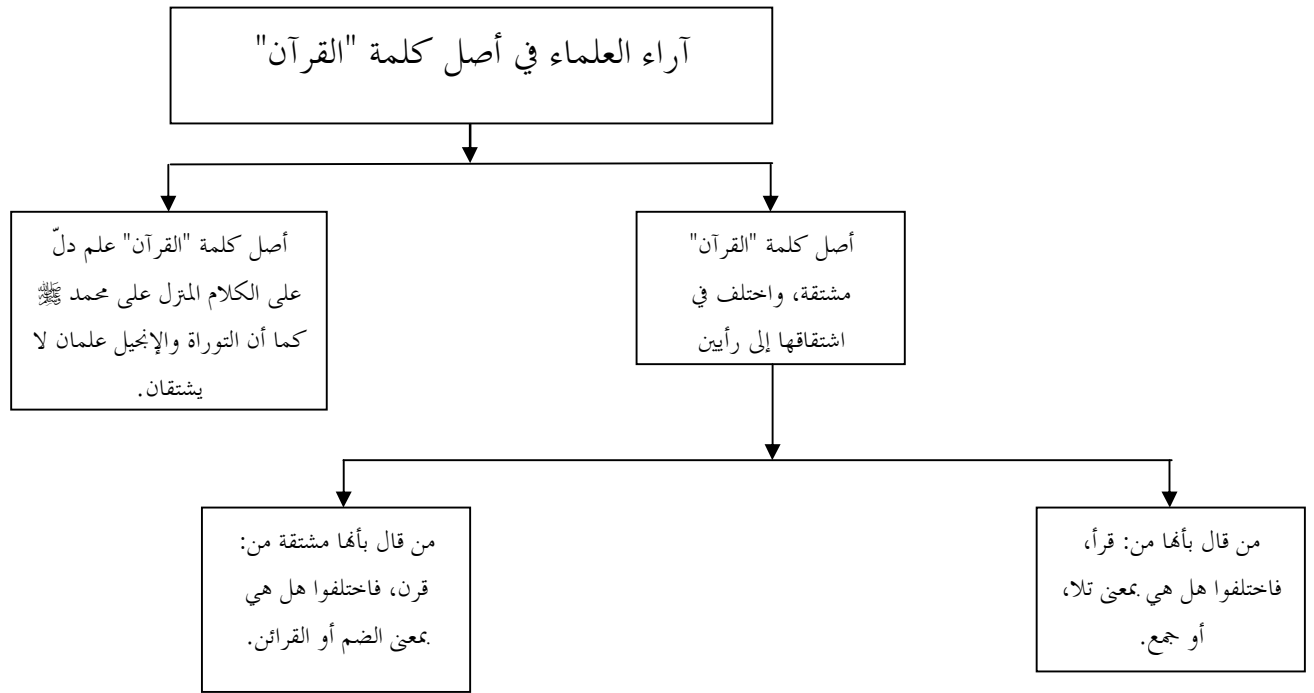 آراء العلماء في أصل كلمة "القرآن"
أصل كلمة "القرآن"
مشتقة، واختلف في
اشتقاقها إلى رأيين
أصل كلمة "القرآن" علم دلّ
على الكلام المنزل على محمد ﷺ
كما أن التوراة والإنجيل علمان لا
يشتقان.
من قال بأنها من: قرأ،
فاختلفوا هل هي بمعنى تلا،
أو جمع.
من قال بأنها مشتقة من:
قرن، فاختلفوا هل هي
بمعنى الضم أو القرائن.